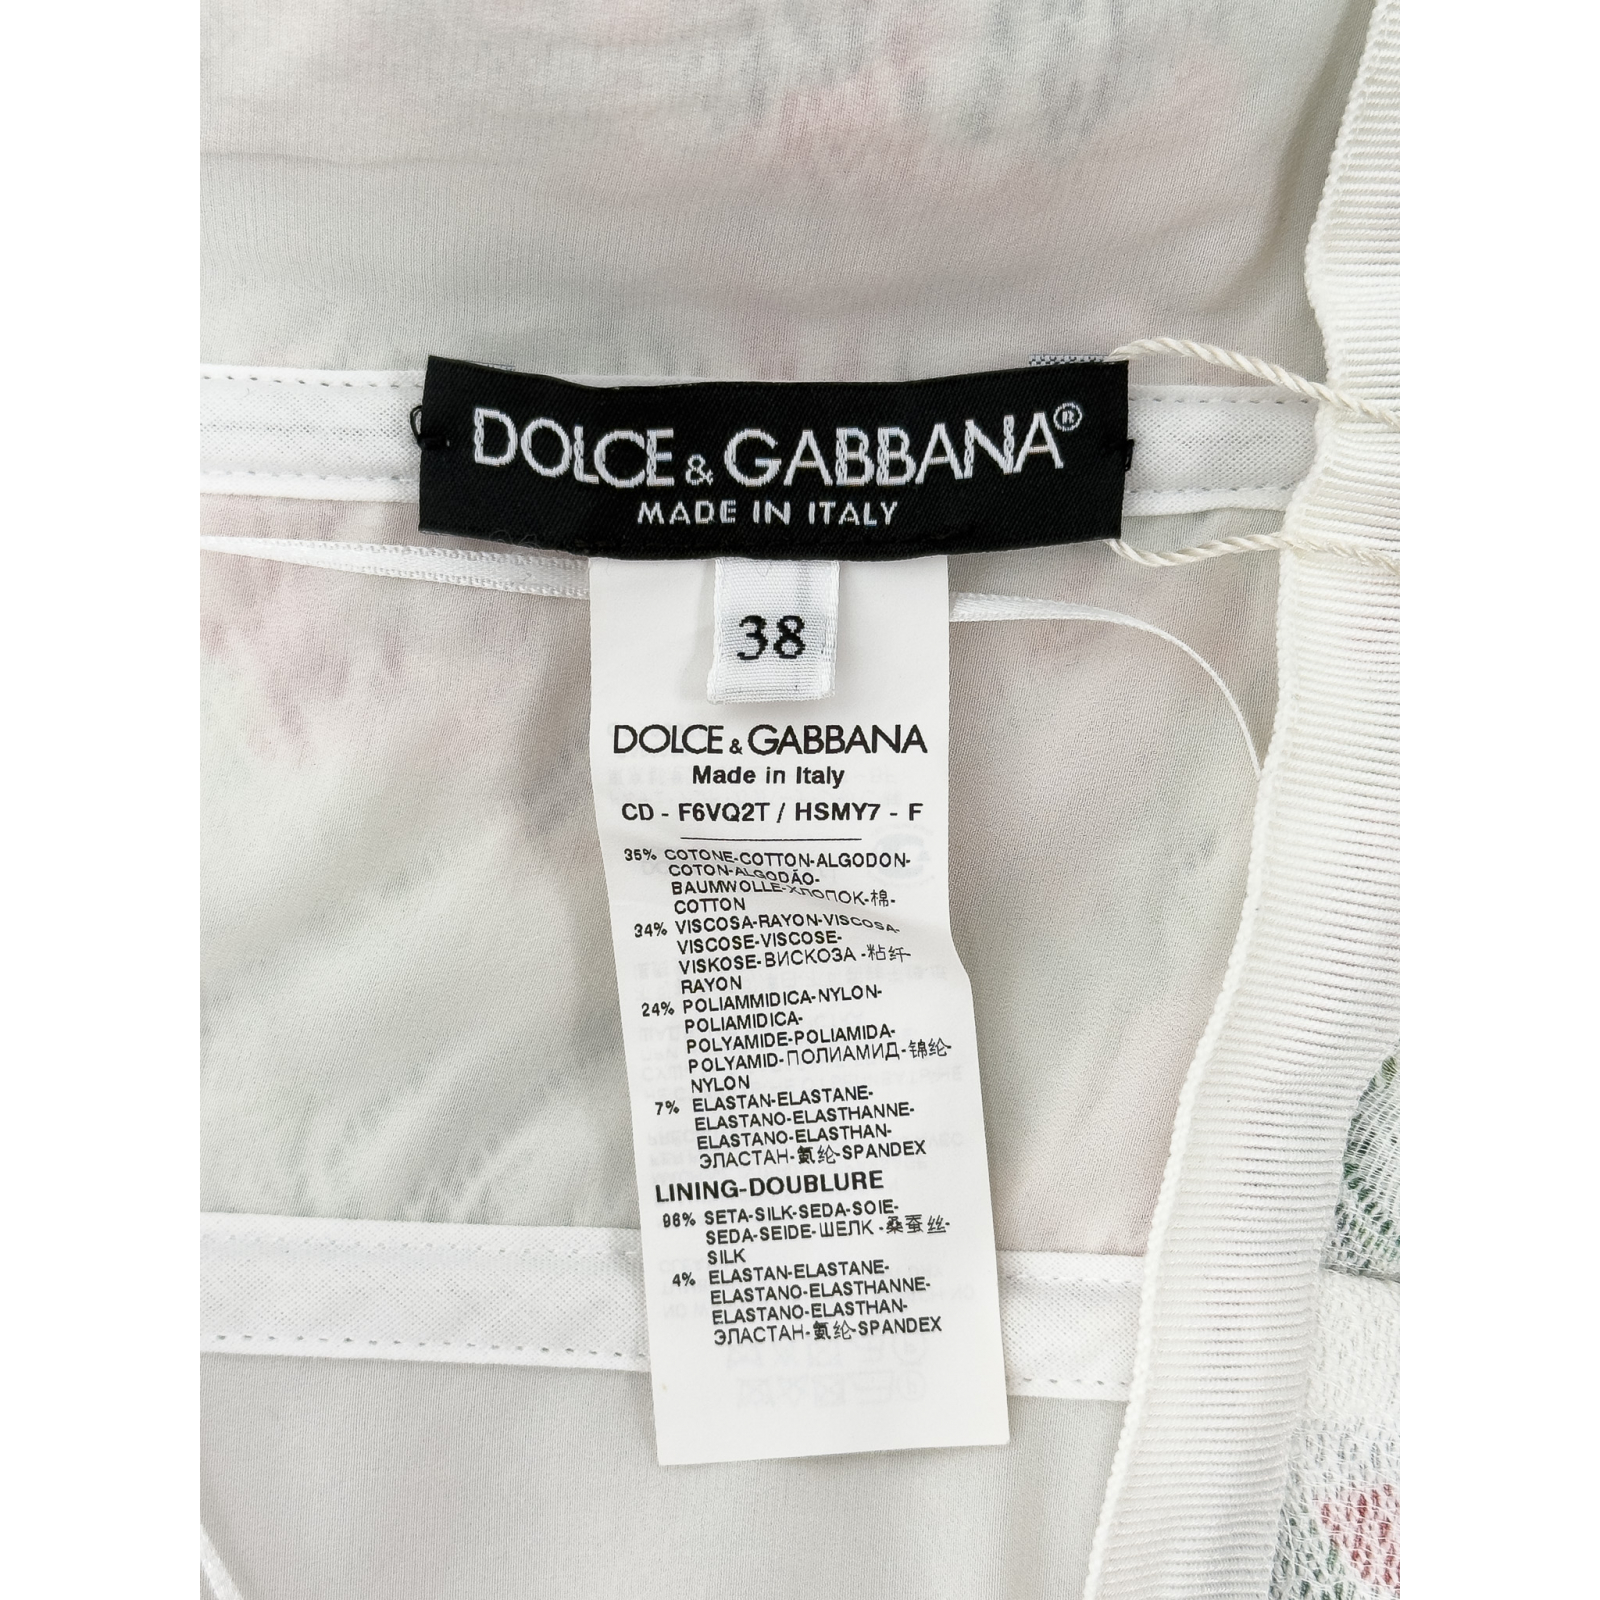 DOLCE & GABBANA®
MADE IN ITALY
38
DOLCE & GABBANA
Made in Italy
CD - F6VQ2T / HSMY7 - F
35% COTONE-COTTON-ALGODON-
COTON-ALGODÃO-
BAUMWOLLE-ХЛОПОК-棉-
COTTON
34% VISCOSA-RAYON-VISCOSA-
VISCOSE-VISCOSE-
VISKOSE-ВИСКОЗА-粘纤-
RAYON
24% POLIAMMIDICA-NYLON-
POLIAMIDICA-
POLYAMIDE-POLIAMIDA-
POLYAMID-ПОЛИАМИД-锦纶-
NYLON
7% ELASTAN-ELASTANE-
ELASTANO-ELASTHANNE-
ELASTANO-ELASTHAN-
ЭЛАСТАН-氨纶-SPANDEX
LINING-DOUBLURE
96% SETA-SILK-SEDA-SOIE-
SEDA-SEIDE-ШЕЛК-桑蚕丝-
SILK
4% ELASTAN-ELASTANE-
ELASTANO-ELASTHANNE-
ELASTANO-ELASTHAN-
ЭЛАСТАН-氨纶-SPANDEX